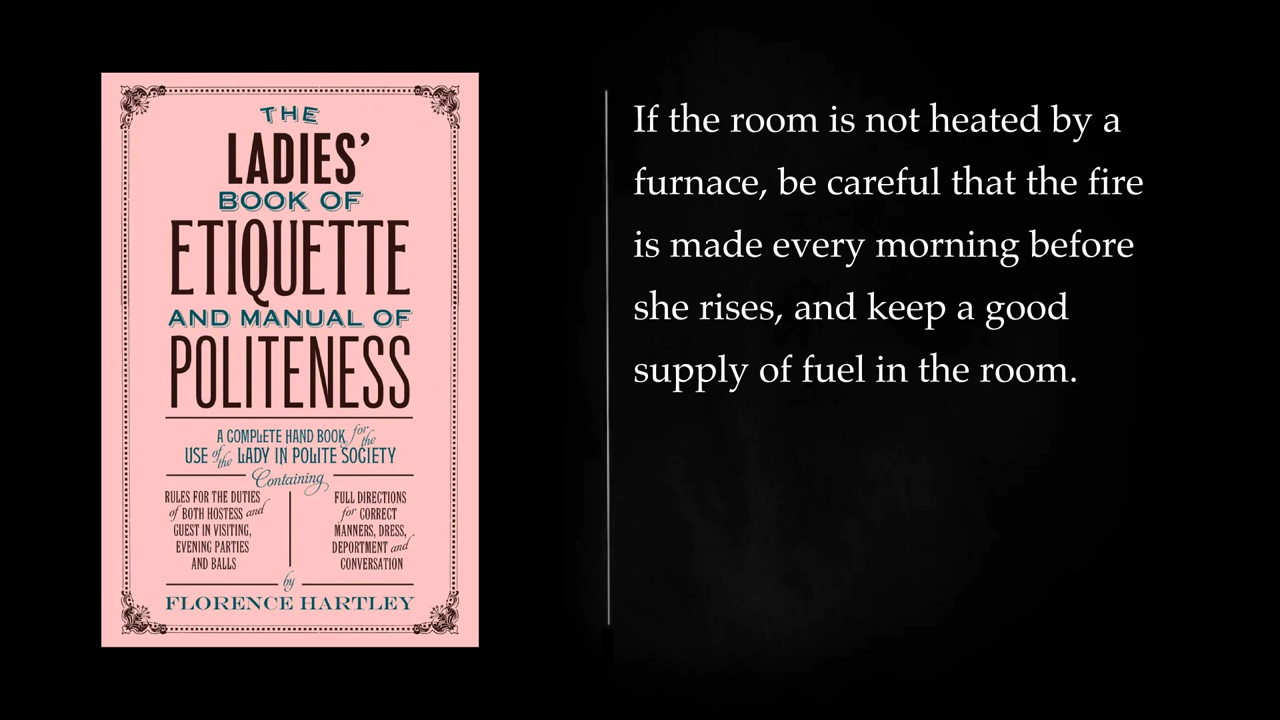 THE
LADIES'
BOOK OF
ETIQUETTE
AND MANUAL OF
POLITENESS
A COMPLETE HAND BOOK for the
USE of the LADY IN POLITE SOCIETY
Containing
RULES FOR THE DUTIES
of BOTH HOSTESS and
GUEST IN VISITING,
EVENING PARTIES
AND BALLS
FULL DIRECTIONS
for CORRECT
MANNERS, DRESS,
DEPORTMENT and
CONVERSATION
by
FLORENCE HARTLEY
If the room is not heated by a
furnace, be careful that the fire
is made every morning before
she rises, and keep a good
supply of fuel in the room.